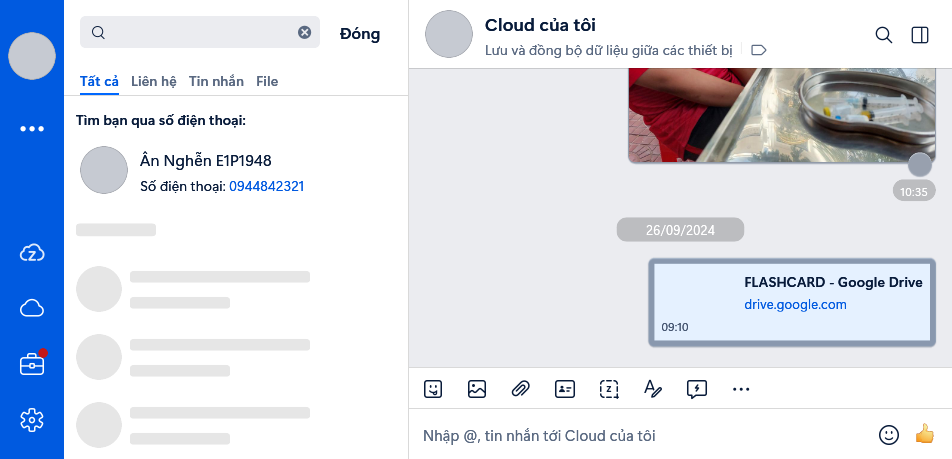 Đóng
Tất cả Liên hệ Tin nhắn File
Tìm bạn qua số điện thoại:
Ân Nghễn E1P1948
Số điện thoại: 0944842321
Cloud của tôi
Lưu và đồng bộ dữ liệu giữa các thiết bị
10:35
26/09/2024
FLASHCARD - Google Drive
drive.google.com
09:10
Nhập @, tin nhắn tới Cloud của tôi